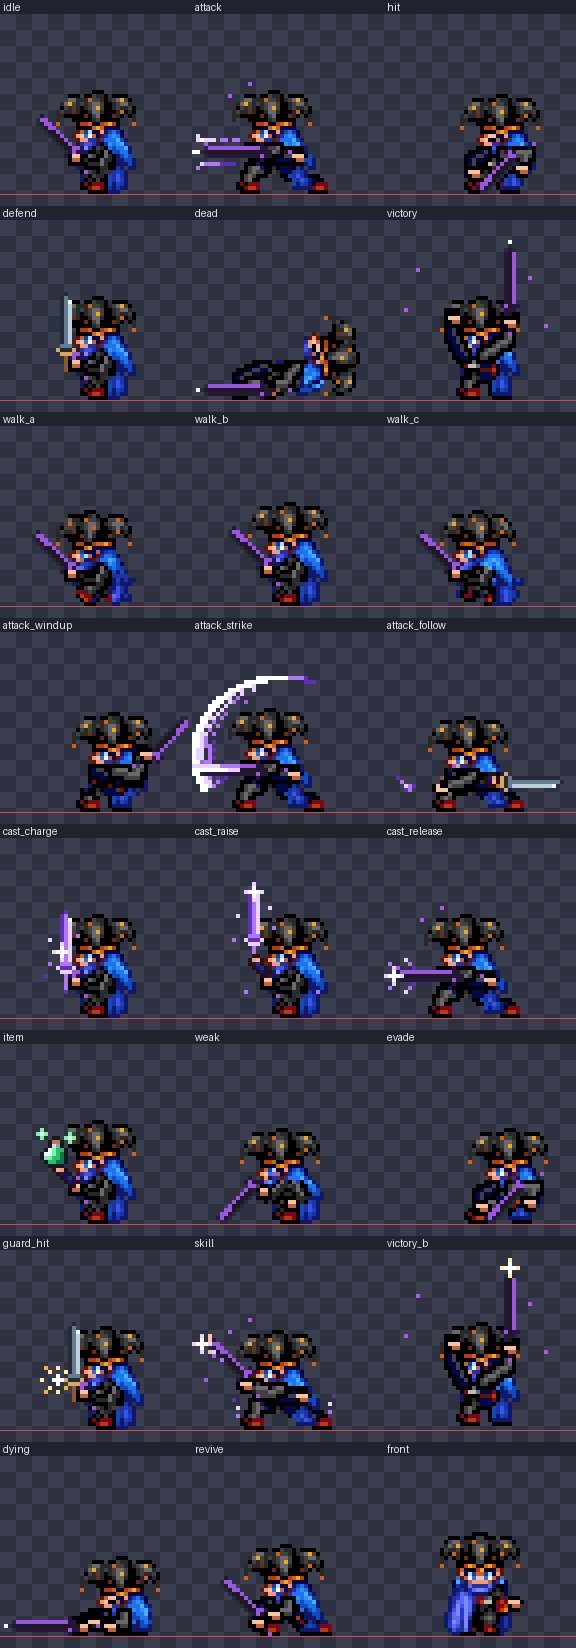 idle attack hit
defend dead victory
walk_a walk_b walk_c
attack_windup attack_strike attack_follow
cast_charge cast_raise cast_release
item weak evade
guard_hit skill victory_b
dying revive front